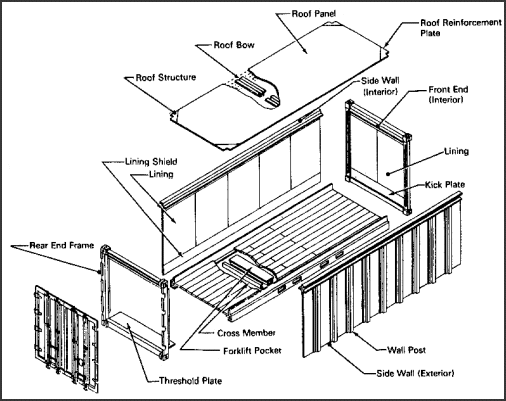 Roof Panel
Roof Reinforcement
Plate
Roof Bow
Roof Structure
Side Wall
(Interior)
Front End
(Interior)
Lining Shield
Lining
Lining
Kick Plate
Rear End Frame
Cross Member
Forklift Pocket
Threshold Plate
Wall Post
Side Wall (Exterior)